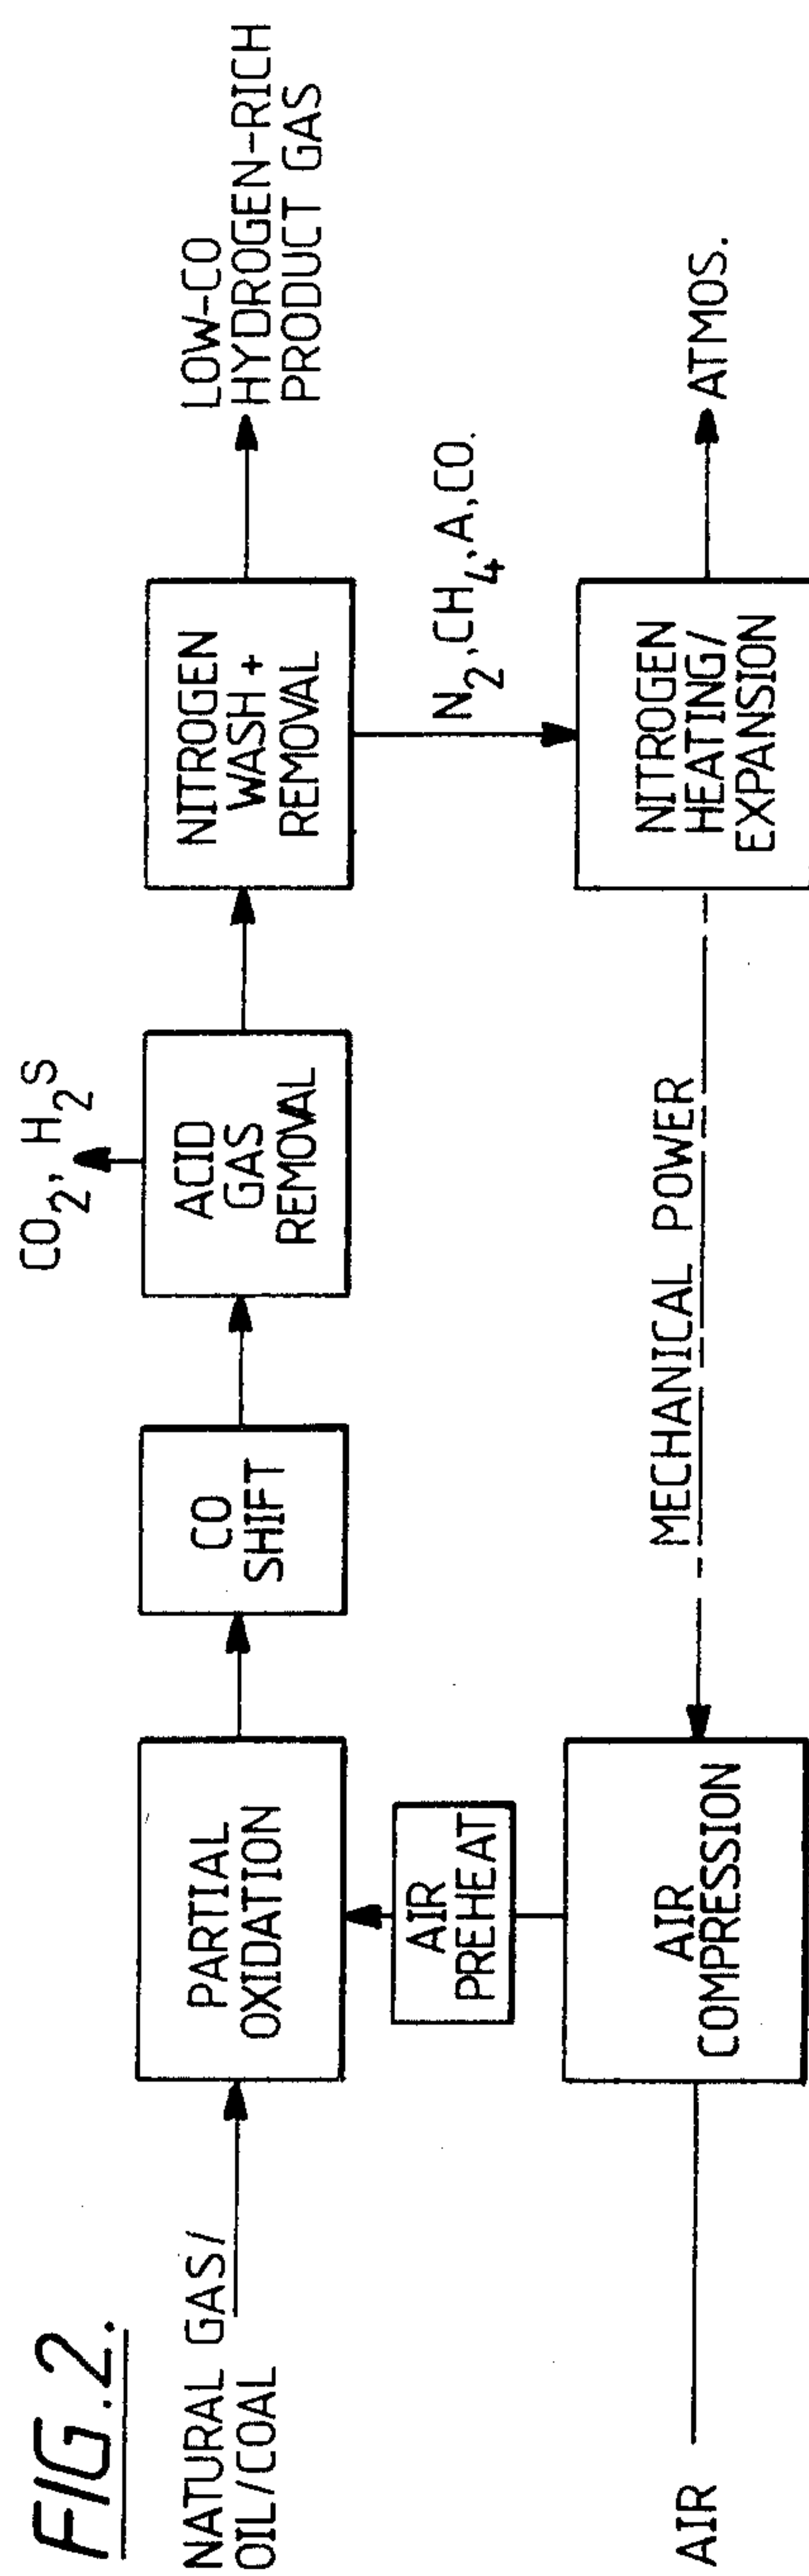 FIG.2.
NATURAL GAS/
OIL/COAL
PARTIAL
OXIDATION
CO
SHIFT
CO2, H2S
ACID
GAS
REMOVAL
NITROGEN
WASH +
REMOVAL
LOW-CO
HYDROGEN-RICH
PRODUCT GAS
AIR
PREHEAT
N2,CH4,A,CO.
AIR
AIR
COMPRESSION
MECHANICAL POWER
NITROGEN
HEATING/
EXPANSION
ATMOS.